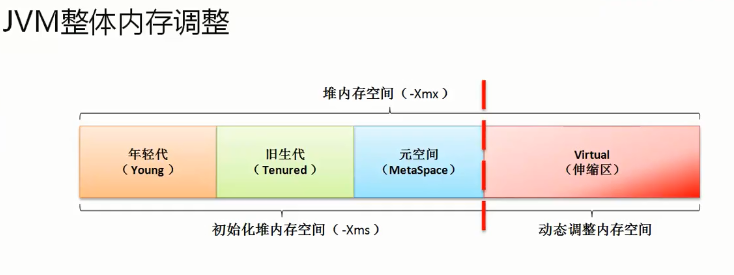 JVM整体内存调整
堆内存空间（-Xmx）
年轻代
（Young）
旧生代
（Tenured）
元空间
（MetaSpace）
Virtual
（伸缩区）
初始化堆内存空间（-Xms）
动态调整内存空间